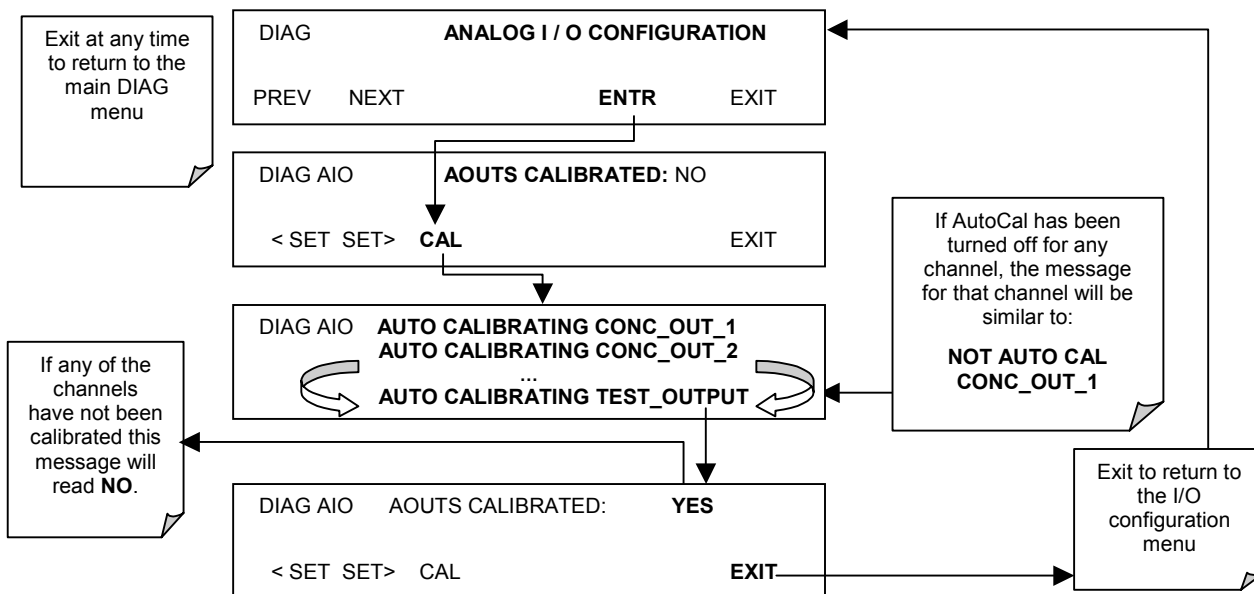 Exit at any time
to return to the
main DIAG
menu
DIAG ANALOG I / O CONFIGURATION
PREV NEXT ENTR EXIT
DIAG AIO AOUTS CALIBRATED: NO
< SET SET> CAL EXIT
If AutoCal has been
turned off for any
channel, the message
for that channel will be
similar to:
NOT AUTO CAL
CONC_OUT_1
DIAG AIO AUTO CALIBRATING CONC_OUT_1
AUTO CALIBRATING CONC_OUT_2
...
AUTO CALIBRATING TEST_OUTPUT
If any of the
channels
have not been
calibrated this
message will
read NO.
DIAG AIO AOUTS CALIBRATED: YES
< SET SET> CAL EXIT
Exit to return to
the I/O
configuration
menu